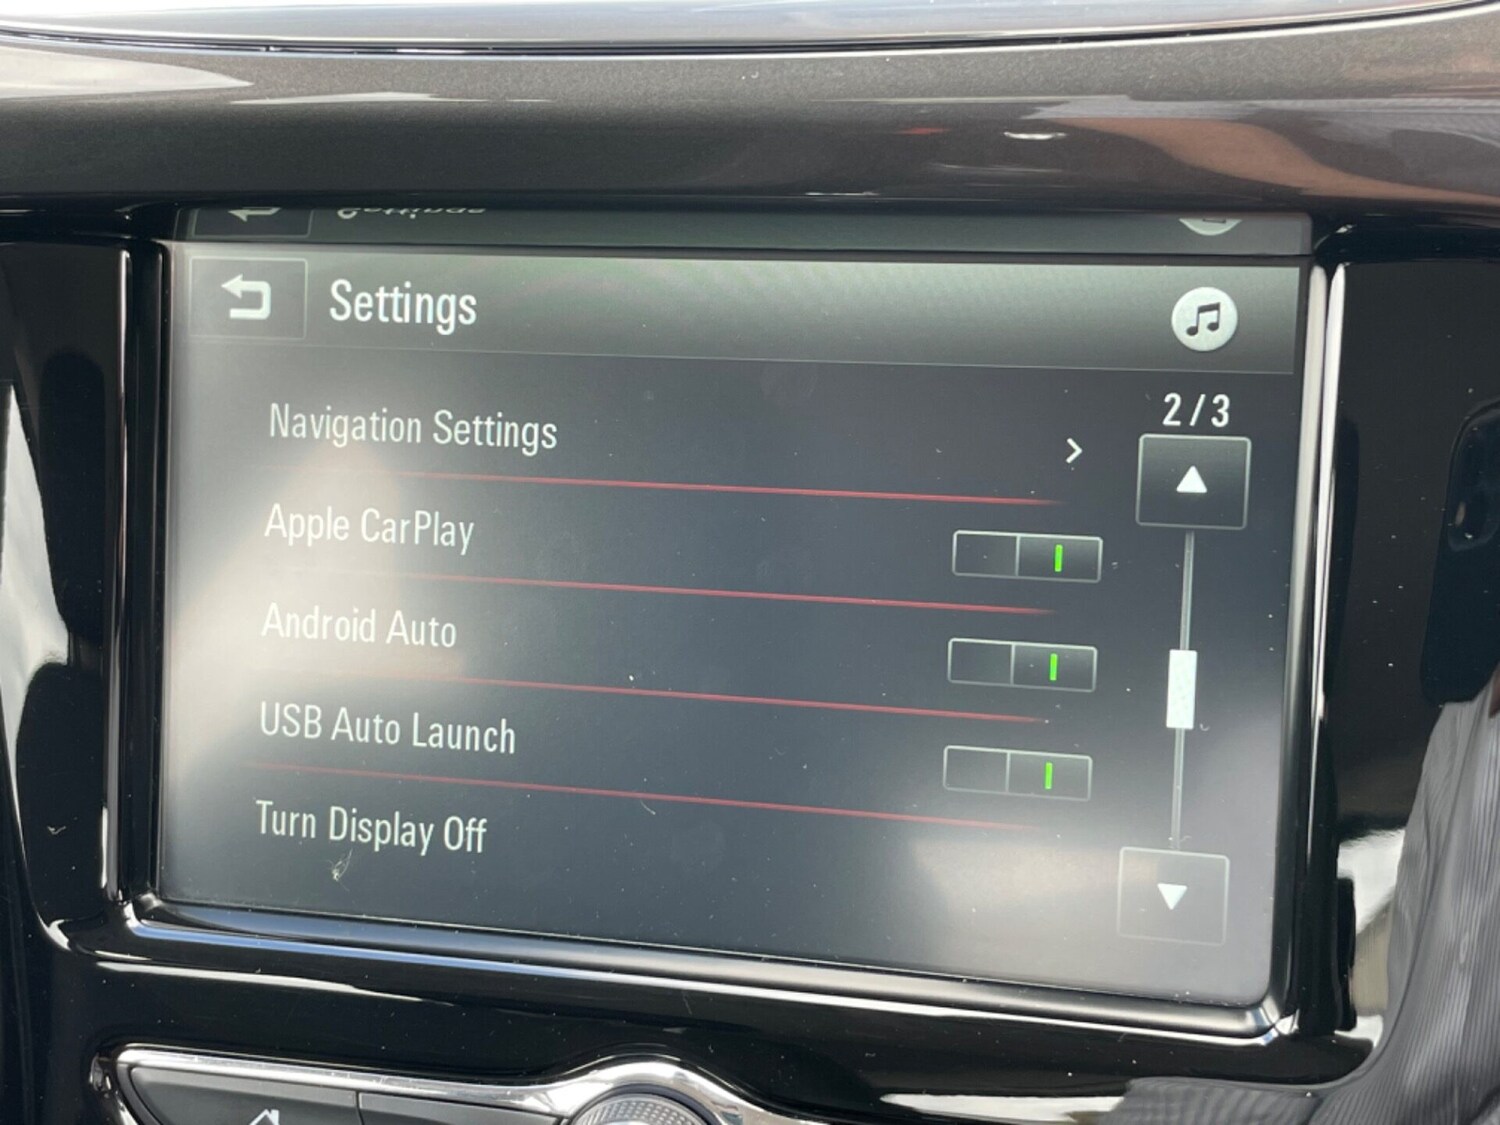 Settings
2/3
Navigation Settings
Apple CarPlay
Android Auto
USB Auto Launch
Turn Display Off